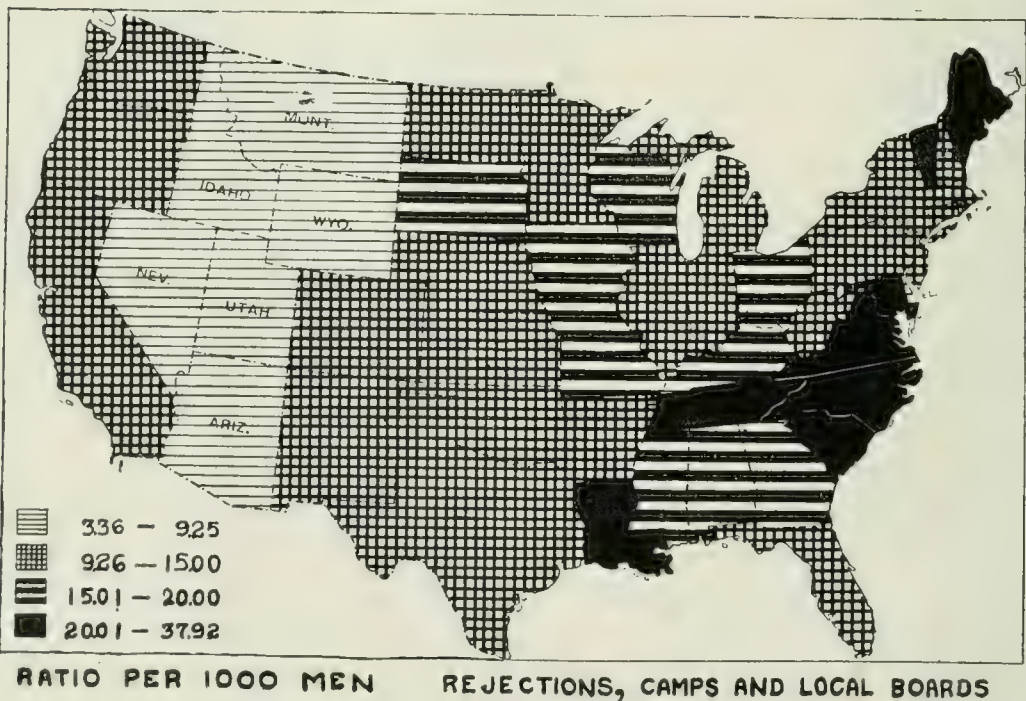 MONT.
IDAHO
WYO.
NEV.
UTAH
ARIZ.
3.36 - 9.25
9.26 - 15.00
15.01 - 20.00
20.01 - 37.92
RATIO PER 1000 MEN REJECTIONS, CAMPS AND LOCAL BOARDS